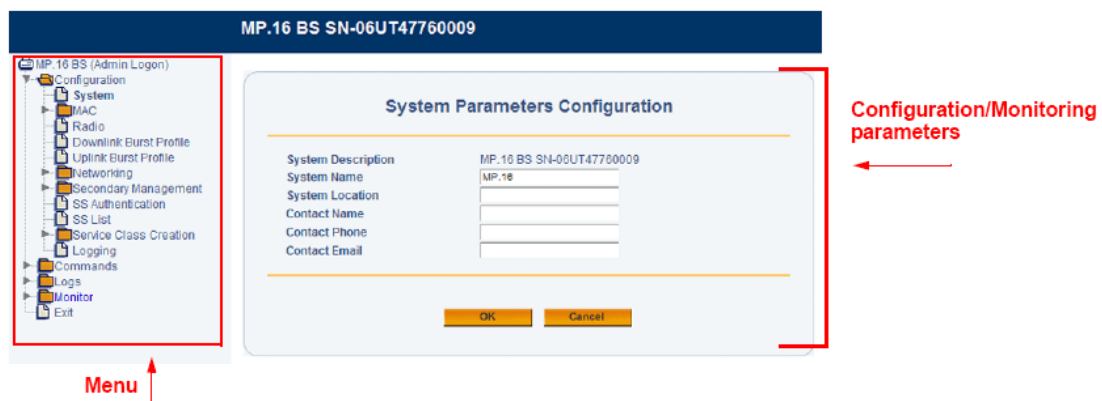 MP.16 BS SN-06UT47760009
MP.16 BS (Admin Logon)
Configuration
System
MAC
Radio
Downlink Burst Profile
Uplink Burst Profile
Networking
Secondary Management
SS Authentication
SS List
Service Class Creation
Logging
Commands
Logs
Monitor
Exit
System Parameters Configuration
System Description MP.16 BS SN-06UT47760009
System Name MP.16
System Location
Contact Name
Contact Phone
Contact Email
OK Cancel
Configuration/Monitoring
parameters
Menu